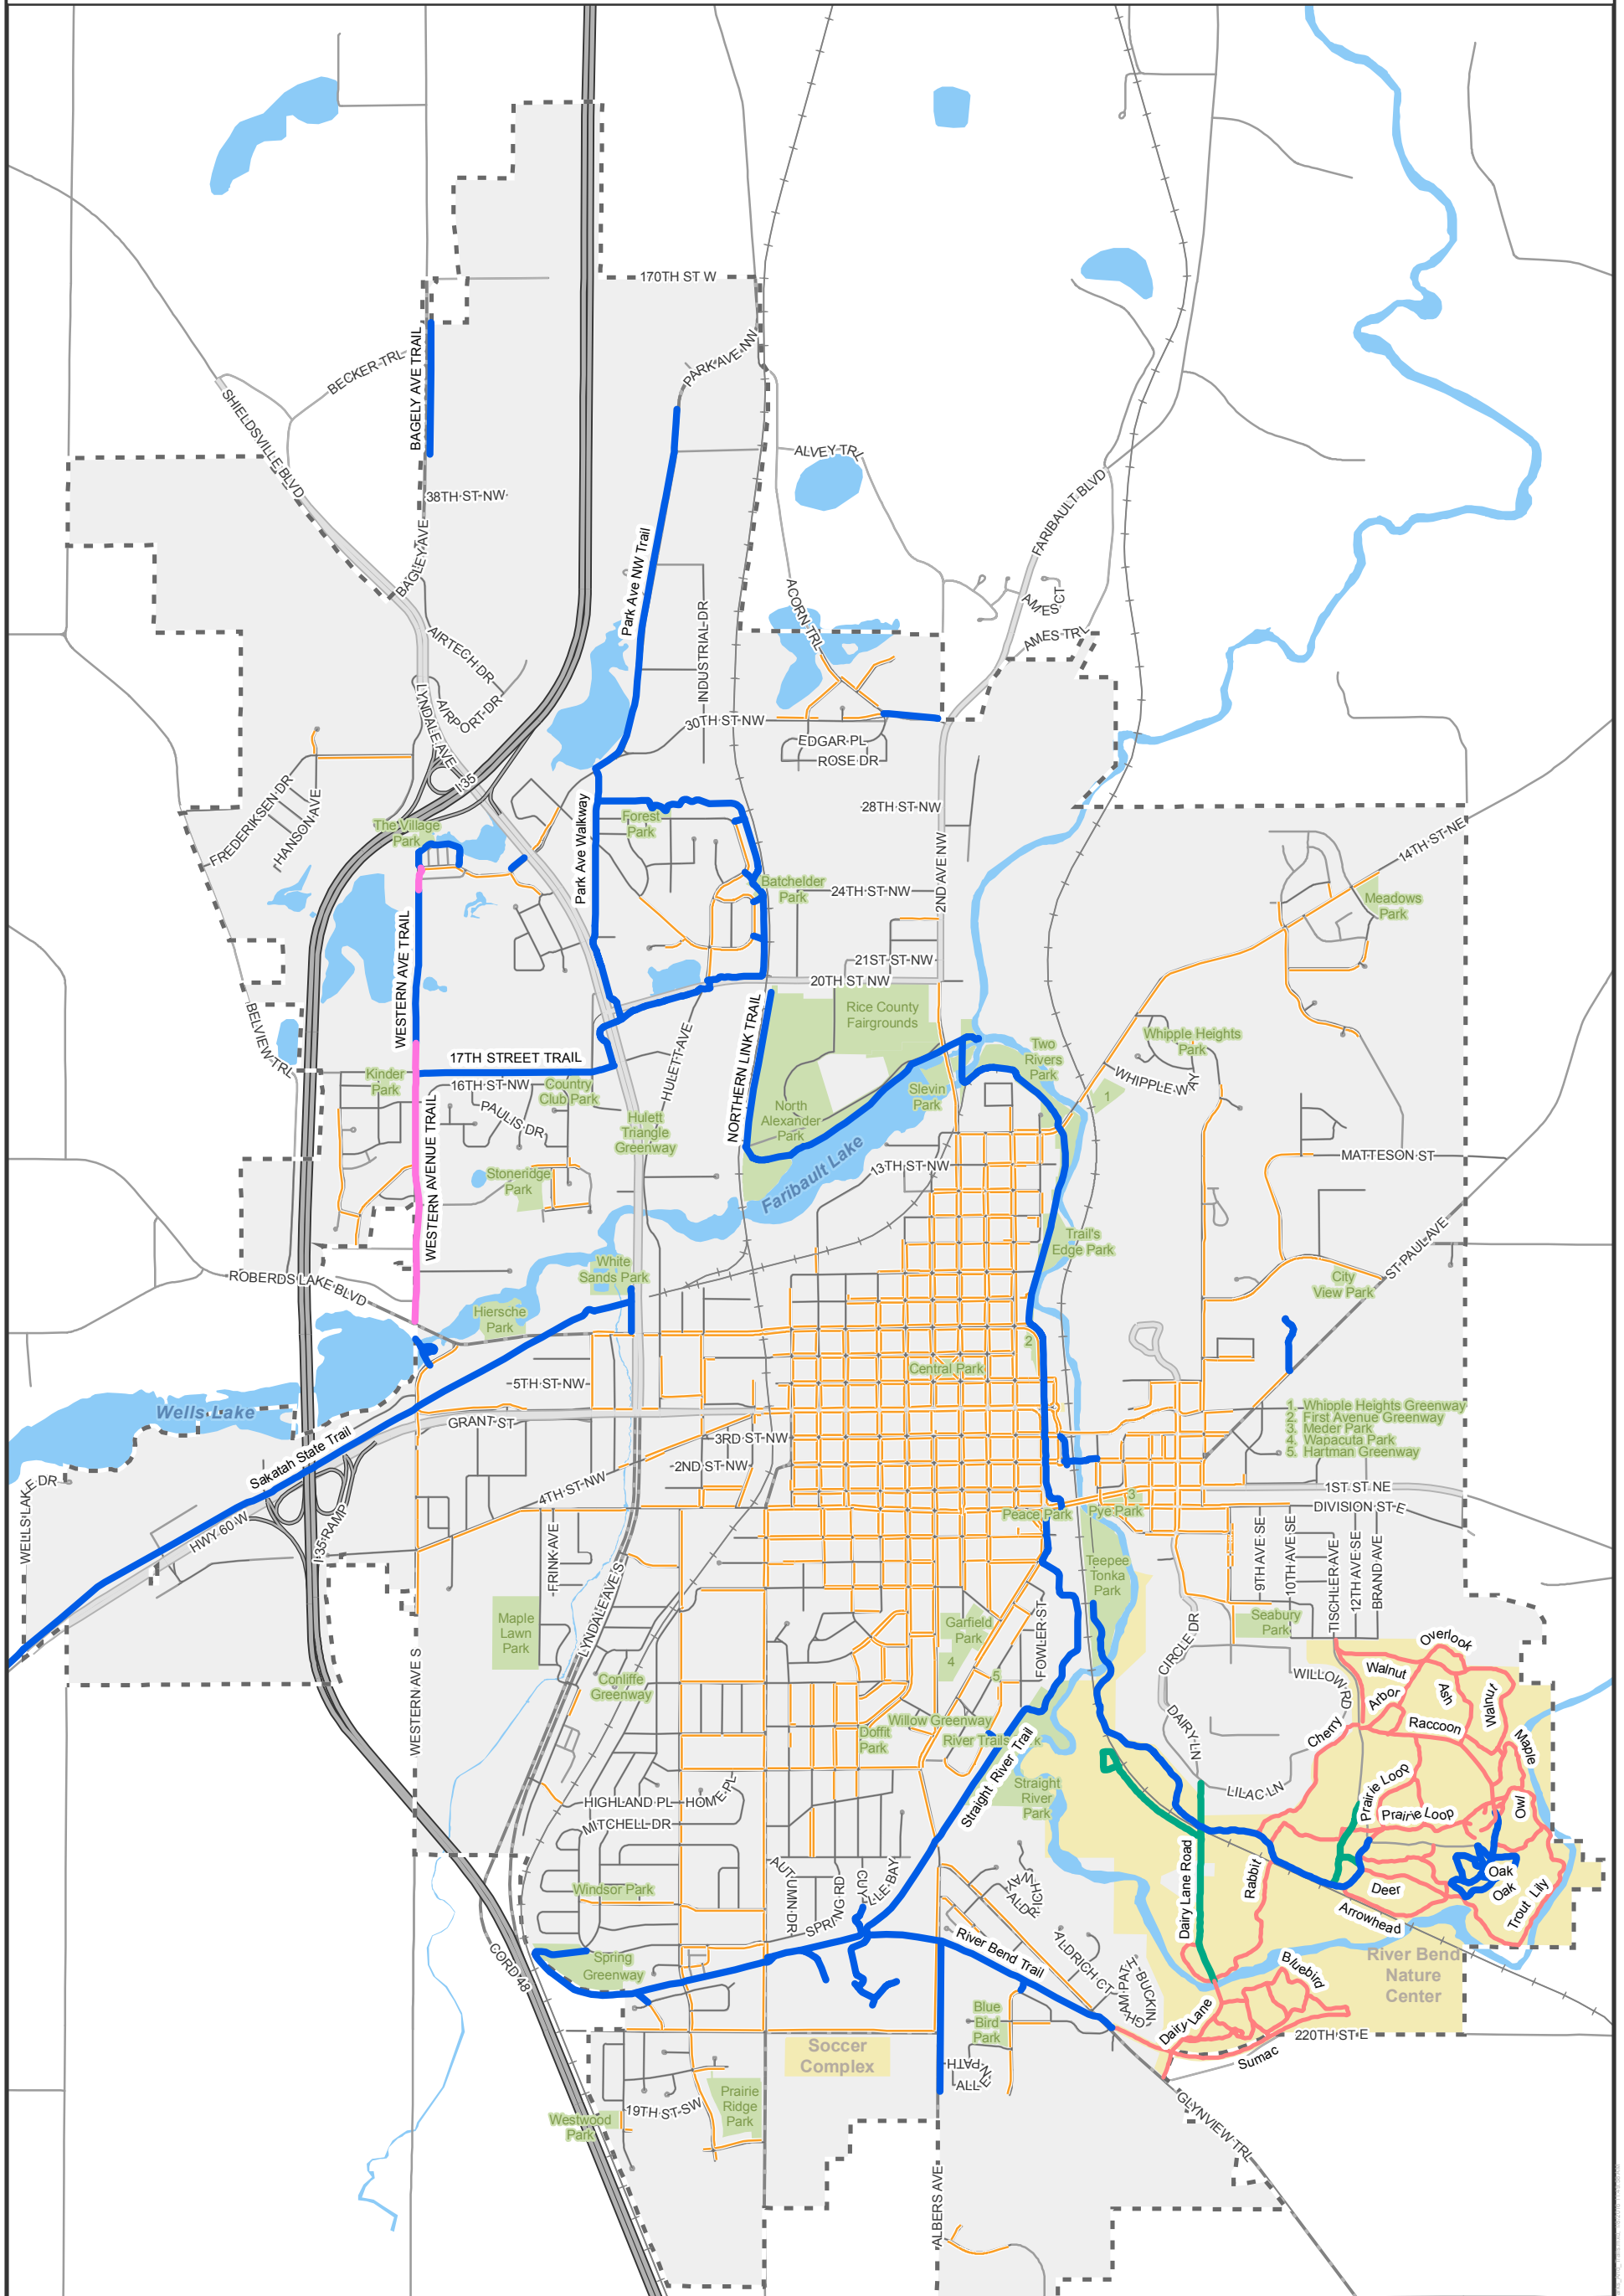 170TH ST W
PARK AVE NW
BECKER TRL
BAGELY AVE TRAIL
SHIELDSVILLE BLVD
ALVEY TRL
38TH ST NW
FARIBAULT BLVD
BAGLEY AVE
Park Ave NW Trail
AMES CT
ACORN TRL
INDUSTRIAL DR
AMES TRL
AIRTECH DR
AIRPORT DR
LYNDALE AVE
30TH ST NW
EDGAR PL
ROSE DR
I 35
FREDERIKSEN DR
HANSON AVE
28TH ST NW
The Village
Park
Forest
Park
Park Ave Walkway
14TH ST NE
Batchelder
Park
24TH ST NW
2ND AVE NW
Meadows
Park
WESTERN AVE TRAIL
21ST ST NW
20TH ST NW
Rice County
Fairgrounds
BELVIEW TRL
NORTHERN LINK TRAIL
HULETT AVE
17TH STREET TRAIL
Two
Rivers
Park
Whipple Heights
Park
WHIPPLE WAY
Kinder
Park
16TH ST NW
Country
Club Park
PAULIS DR
Slevin
Park
1
North
Alexander
Park
Hulett
Triangle
Greenway
WESTERN AVENUE TRAIL
Faribault Lake
13TH ST NW
MATTESON ST
Stoneridge
Park
Trail's
Edge Park
ST PAUL AVE
White
Sands Park
ROBERDS LAKE BLVD
City
View Park
Hiersche
Park
2
Central Park
5TH ST NW
Wells Lake
GRANT ST
1. Whipple Heights Greenway
2. First Avenue Greenway
3. Meder Park
4. Wapacuta Park
5. Hartman Greenway
3RD ST NW
Sakatah State Trail
2ND ST NW
4TH ST NW
WELLS LAKE DR
HWY 60 W
I 35 RAMP
1ST ST NE
DIVISION ST E
3
Peace Park
Pye Park
FRINK AVE
9TH AVE SE
10TH AVE SE
TISCHLER AVE
12TH AVE SE
BRAND AVE
Teepee
Tonka
Park
Maple
Lawn
Park
LYNDALE AVE S
Garfield
Park
4
5
FOWLER ST
Seabury
Park
CIRCLE DR
Overlook
Walnut
WILLOW RD
Arbor
Ash
Walnut
Conliffe
Greenway
WESTERN AVE S
Willow Greenway
Doffit
Park
Straight River Trail
DAIRY LN
Cherry
Raccoon
Maple
Straight
River
Park
HIGHLAND PL
HOME PL
MITCHELL DR
LILAC LN
Prairie Loop
Prairie Loop
Owl
Dairy Lane Road
Rabbit
Oak
Oak
Deer
Arrowhead
Trout Lily
Windsor Park
AUTUMN DR
SPRING RD
GUY
HICH
WAY
ALDR
River Bend Trail
ALDRICH CT
Spring
Greenway
CORD 48
River Bend
Nature
Center
Bluebird
Dairy Lane
Blue
Bird
Park
220TH ST E
Sumac
Soccer
Complex
Prairie
Ridge
Park
19TH ST SW
Westwood
Park
GLYNVIEW TRL
ALBERS AVE